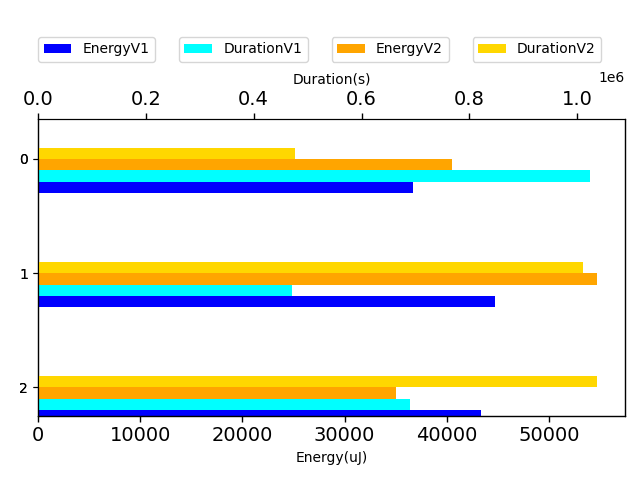 EnergyV1 DurationV1 EnergyV2 DurationV2
Duration(s)
1e6
0.0 0.2 0.4 0.6 0.8 1.0
0
1
2
0 10000 20000 30000 40000 50000
Energy(uJ)